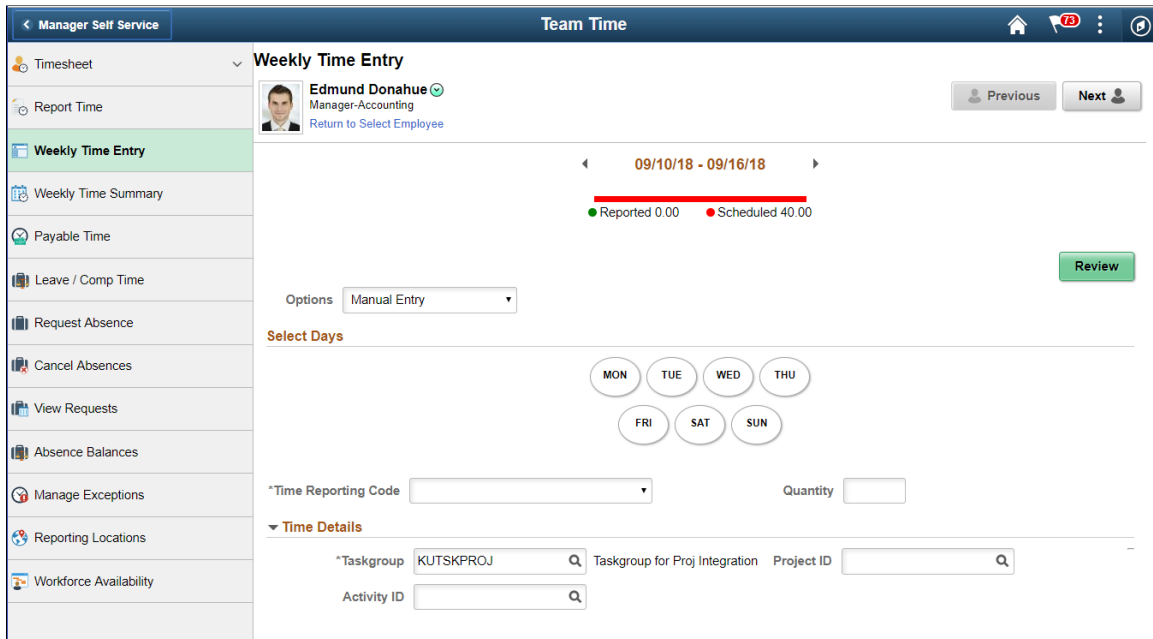 Manager Self Service
Team Time
73
Timesheet
Report Time
Weekly Time Entry
Weekly Time Summary
Payable Time
Leave / Comp Time
Request Absence
Cancel Absences
View Requests
Absence Balances
Manage Exceptions
Reporting Locations
Workforce Availability
Weekly Time Entry
Edmund Donahue
Manager-Accounting
Return to Select Employee
Previous
Next
09/10/18 - 09/16/18
Reported 0.00 Scheduled 40.00
Review
Options Manual Entry
Select Days
MON TUE WED THU
FRI SAT SUN
*Time Reporting Code Quantity
Time Details
*Taskgroup KUTSKPROJ Taskgroup for Proj Integration Project ID
Activity ID